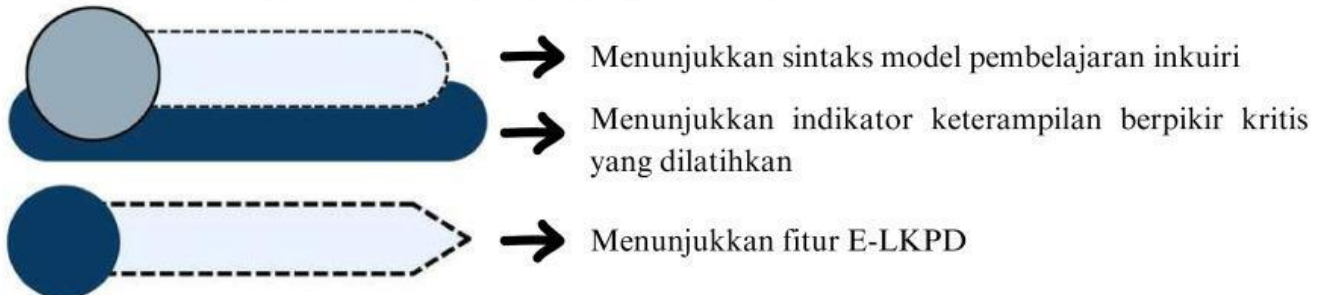 Menunjukkan sintaks model pembelajaran inkuiri
Menunjukkan indikator keterampilan berpikir kritis
yang dilatihkan
Menunjukkan fitur E-LKPD